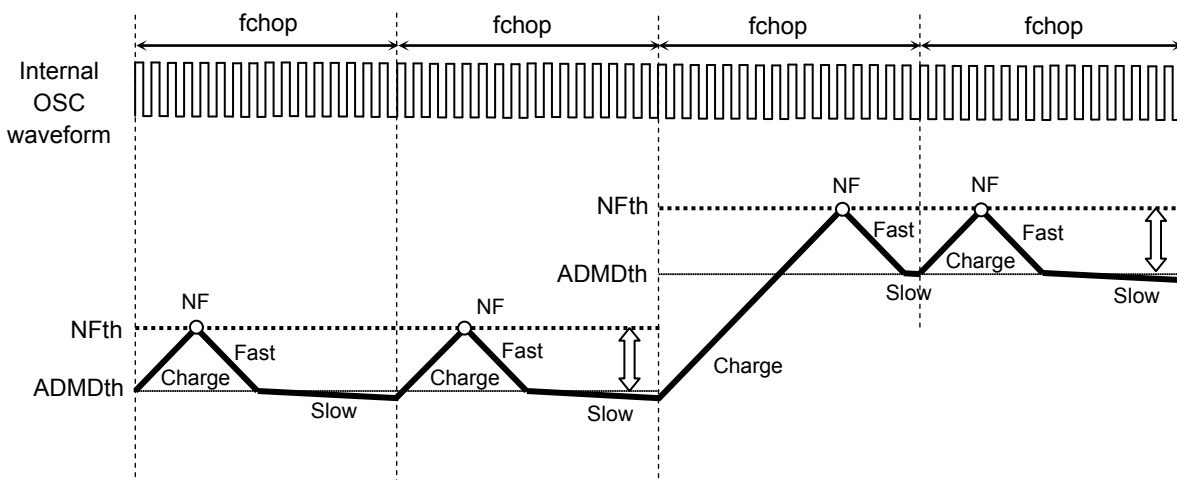 fchop fchop fchop fchop
Internal
OSC
waveform
NF NF
NFth
Fast Fast
ADMDth
Charge
Slow Slow
NF NF
NFth
Fast Fast
Charge
ADMDth
Charge Charge
Slow Slow